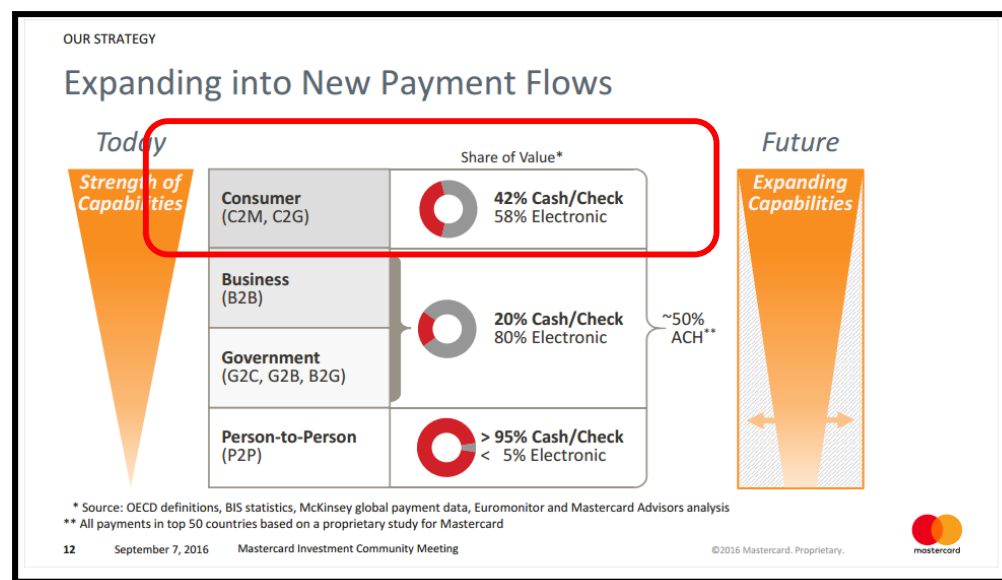 OUR STRATEGY
Expanding into New Payment Flows
Today
Strength of
Capabilities
Share of Value*
Consumer
(C2M, C2G)
42% Cash/Check
58% Electronic
Business
(B2B)
Government
(G2C, G2B, B2G)
20% Cash/Check
80% Electronic
~50%
ACH**
Person-to-Person
(P2P)
> 95% Cash/Check
< 5% Electronic
Future
Expanding
Capabilities
* Source: OECD definitions, BIS statistics, McKinsey global payment data, Euromonitor and Mastercard Advisors analysis
** All payments in top 50 countries based on a proprietary study for Mastercard
12 September 7, 2016 Mastercard Investment Community Meeting ©2016 Mastercard. Proprietary.
mastercard